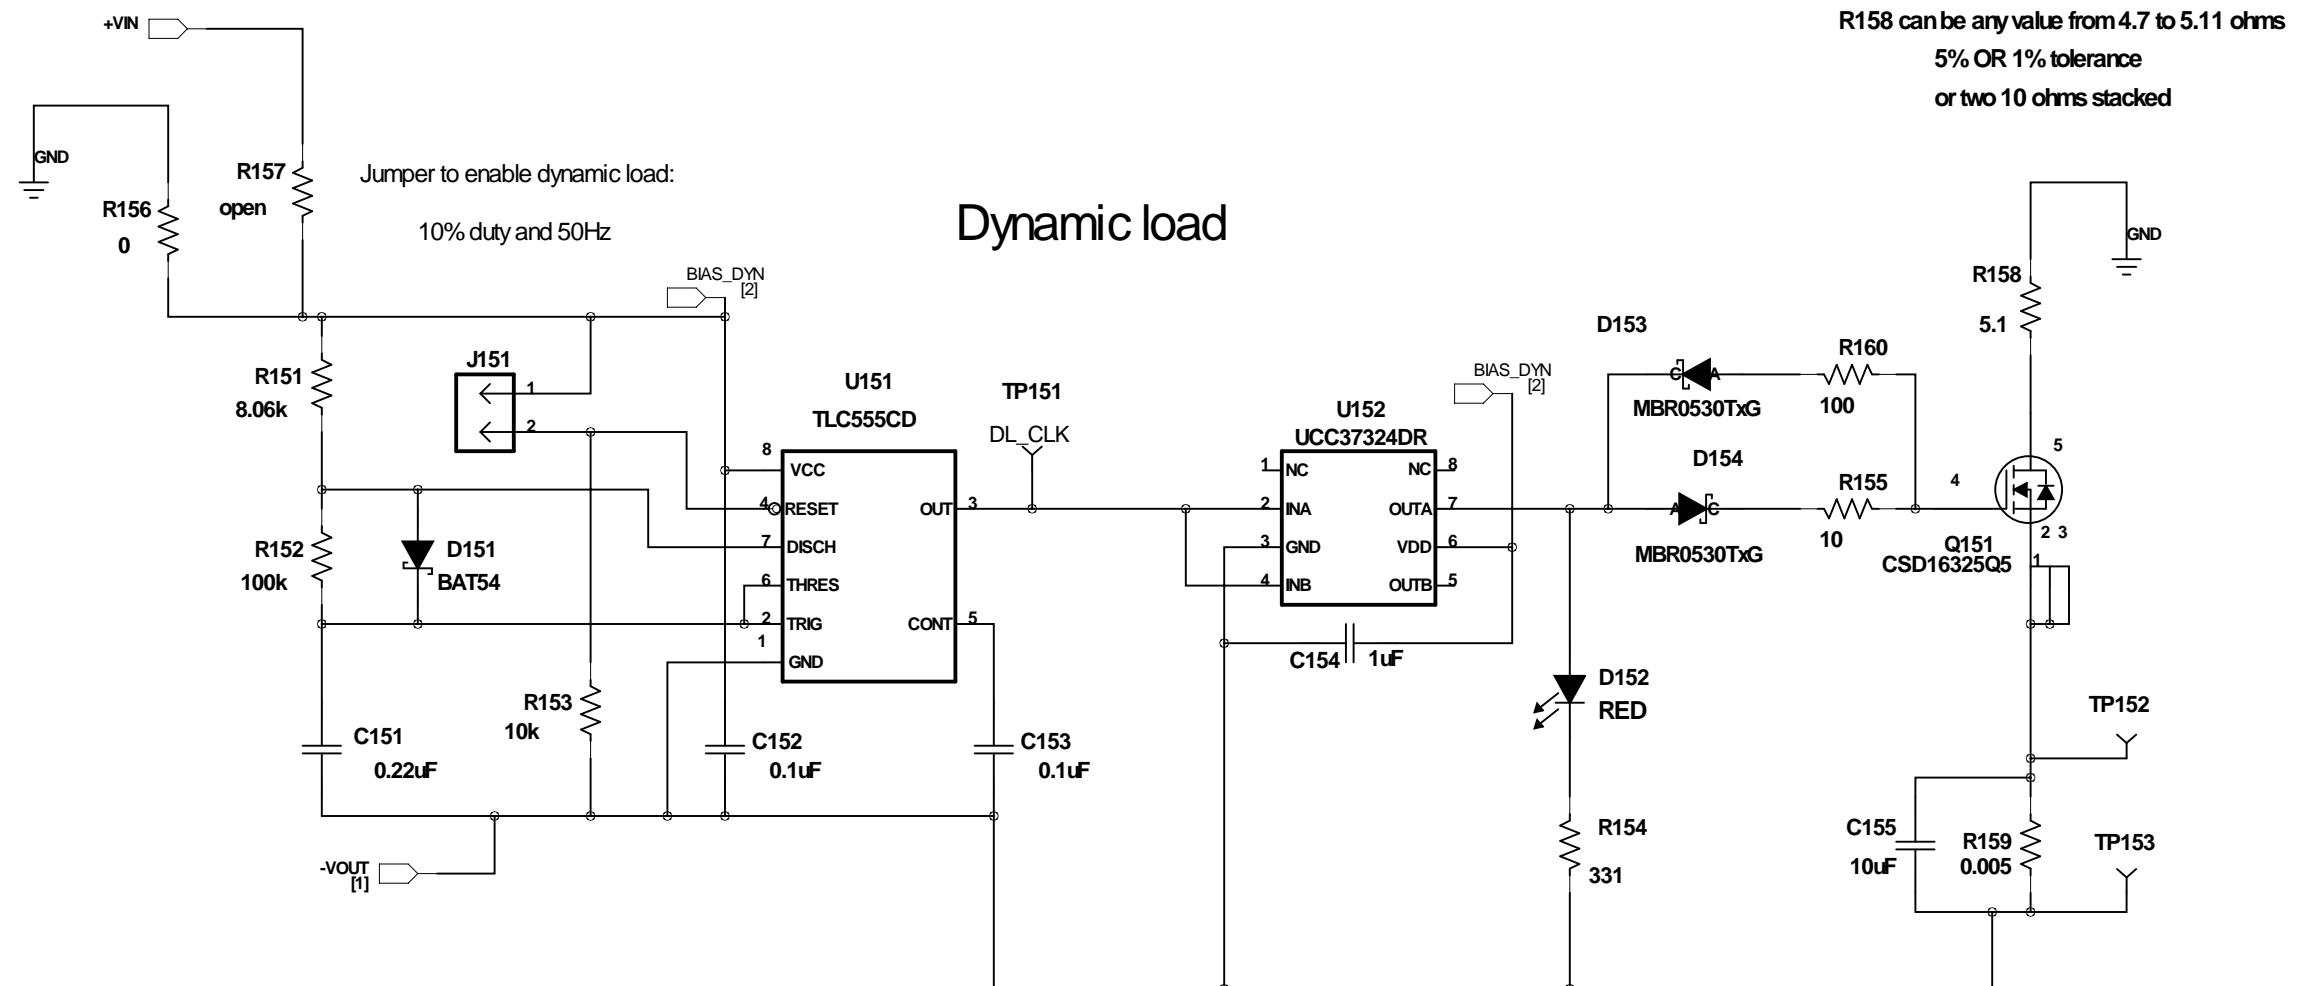 R158 can be any value from 4.7 to 5.11 ohms
5% OR 1% tolerance
or two 10 ohms stacked
+VIN
GND
R157
open
R156
0
Jumper to enable dynamic load:
10% duty and 50Hz
Dynamic load
BIAS_DYN
[2]
GND
R158
5.1
J151
1
2
R151
8.06k
U151
TLC555CD
TP151
DL_CLK
BIAS_DYN
[2]
U152
UCC37324DR
D153
C A
MBR0530TxG
R160
100
D154
A C
MBR0530TxG
R155
10
8
VCC
4
RESET
7
DISCH
6
THRES
2
TRIG
1
GND
OUT
3
CONT
5
1
NC
2
INA
3
GND
4
INB
NC
8
OUTA
7
VDD
6
OUTB
5
4
5
2 3
1
Q151
CSD16325Q5
R152
100k
D151
BAT54
C154
1uF
R153
10k
C151
0.22uF
C152
0.1uF
C153
0.1uF
D152
RED
TP152
-VOUT
[1]
R154
331
C155
10uF
R159
0.005
TP153